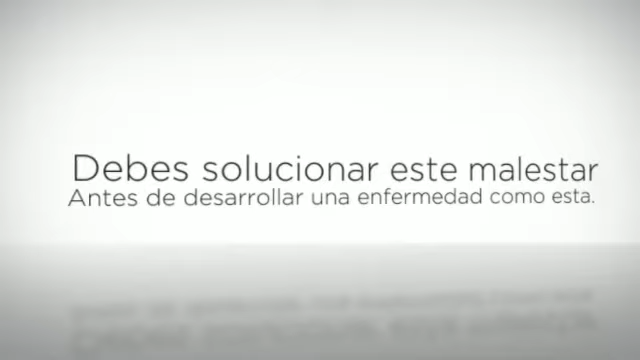 Debes solucionar este malestar
Antes de desarrollar una enfermedad como esta.